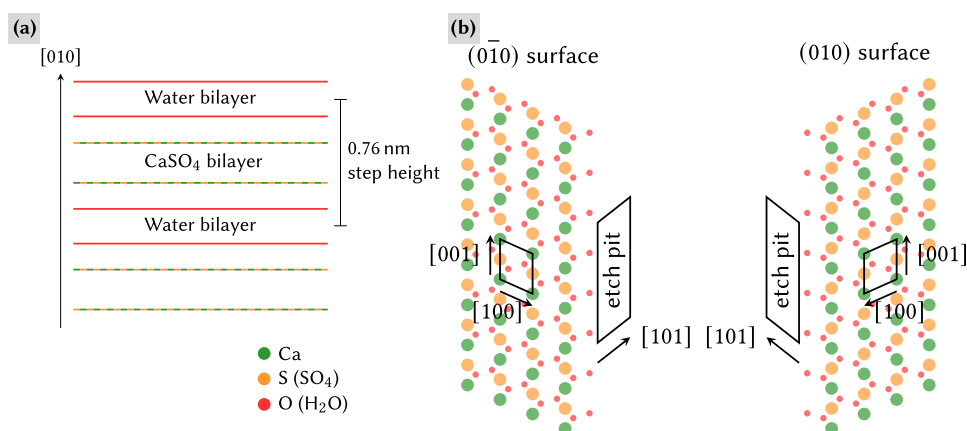 (a)
[010]
Water bilayer
CaSO₄ bilayer
Water bilayer
0.76 nm
step height
Ca
S (SO₄)
O (H₂O)
(b)
(01̄0) surface
(010) surface
[001]
[100]
etch pit
[101]
[101]
etch pit
[001]
[100]